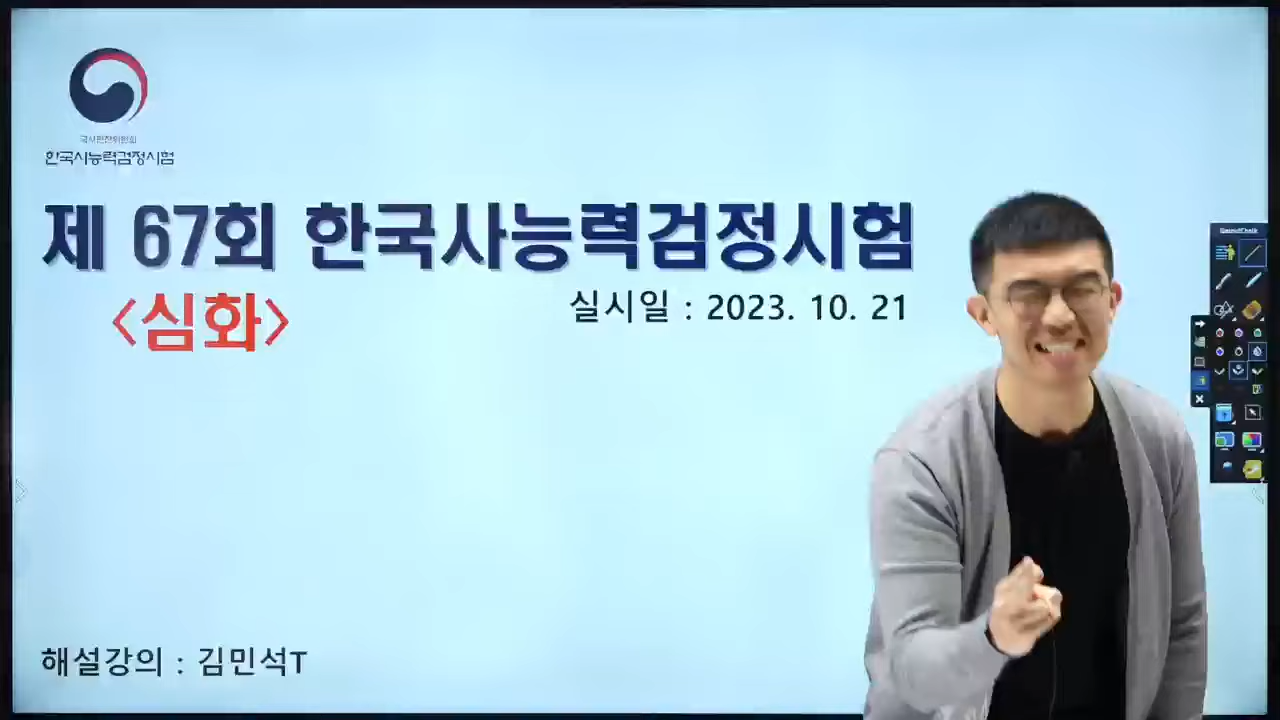 국사편찬위원회
한국사능력검정시험
제 67회 한국사능력검정시험
<심화>
실시일 : 2023. 10. 21
해설강의 : 김민석T